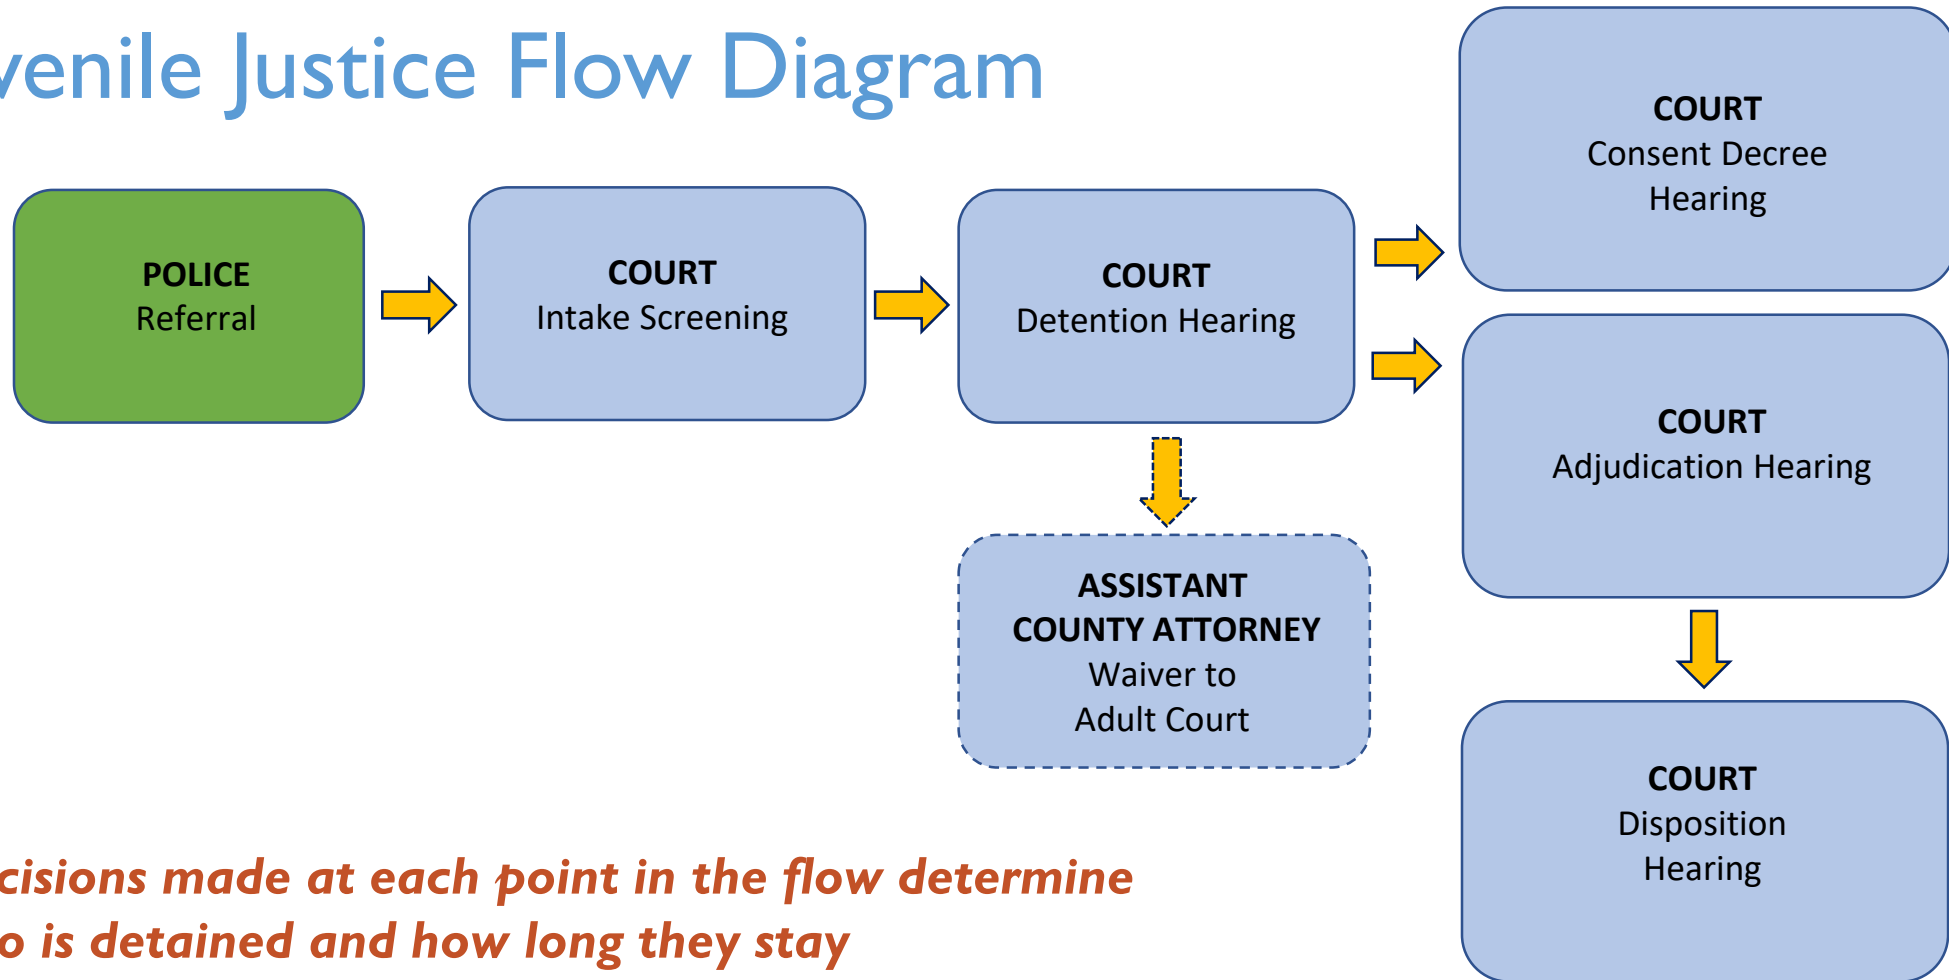 venile Justice Flow Diagram
COURT
Consent Decree
Hearing
POLICE
Referral
COURT
Intake Screening
COURT
Detention Hearing
COURT
Adjudication Hearing
ASSISTANT
COUNTY ATTORNEY
Waiver to
Adult Court
COURT
Disposition
Hearing
cisions made at each point in the flow determine
o is detained and how long they stay